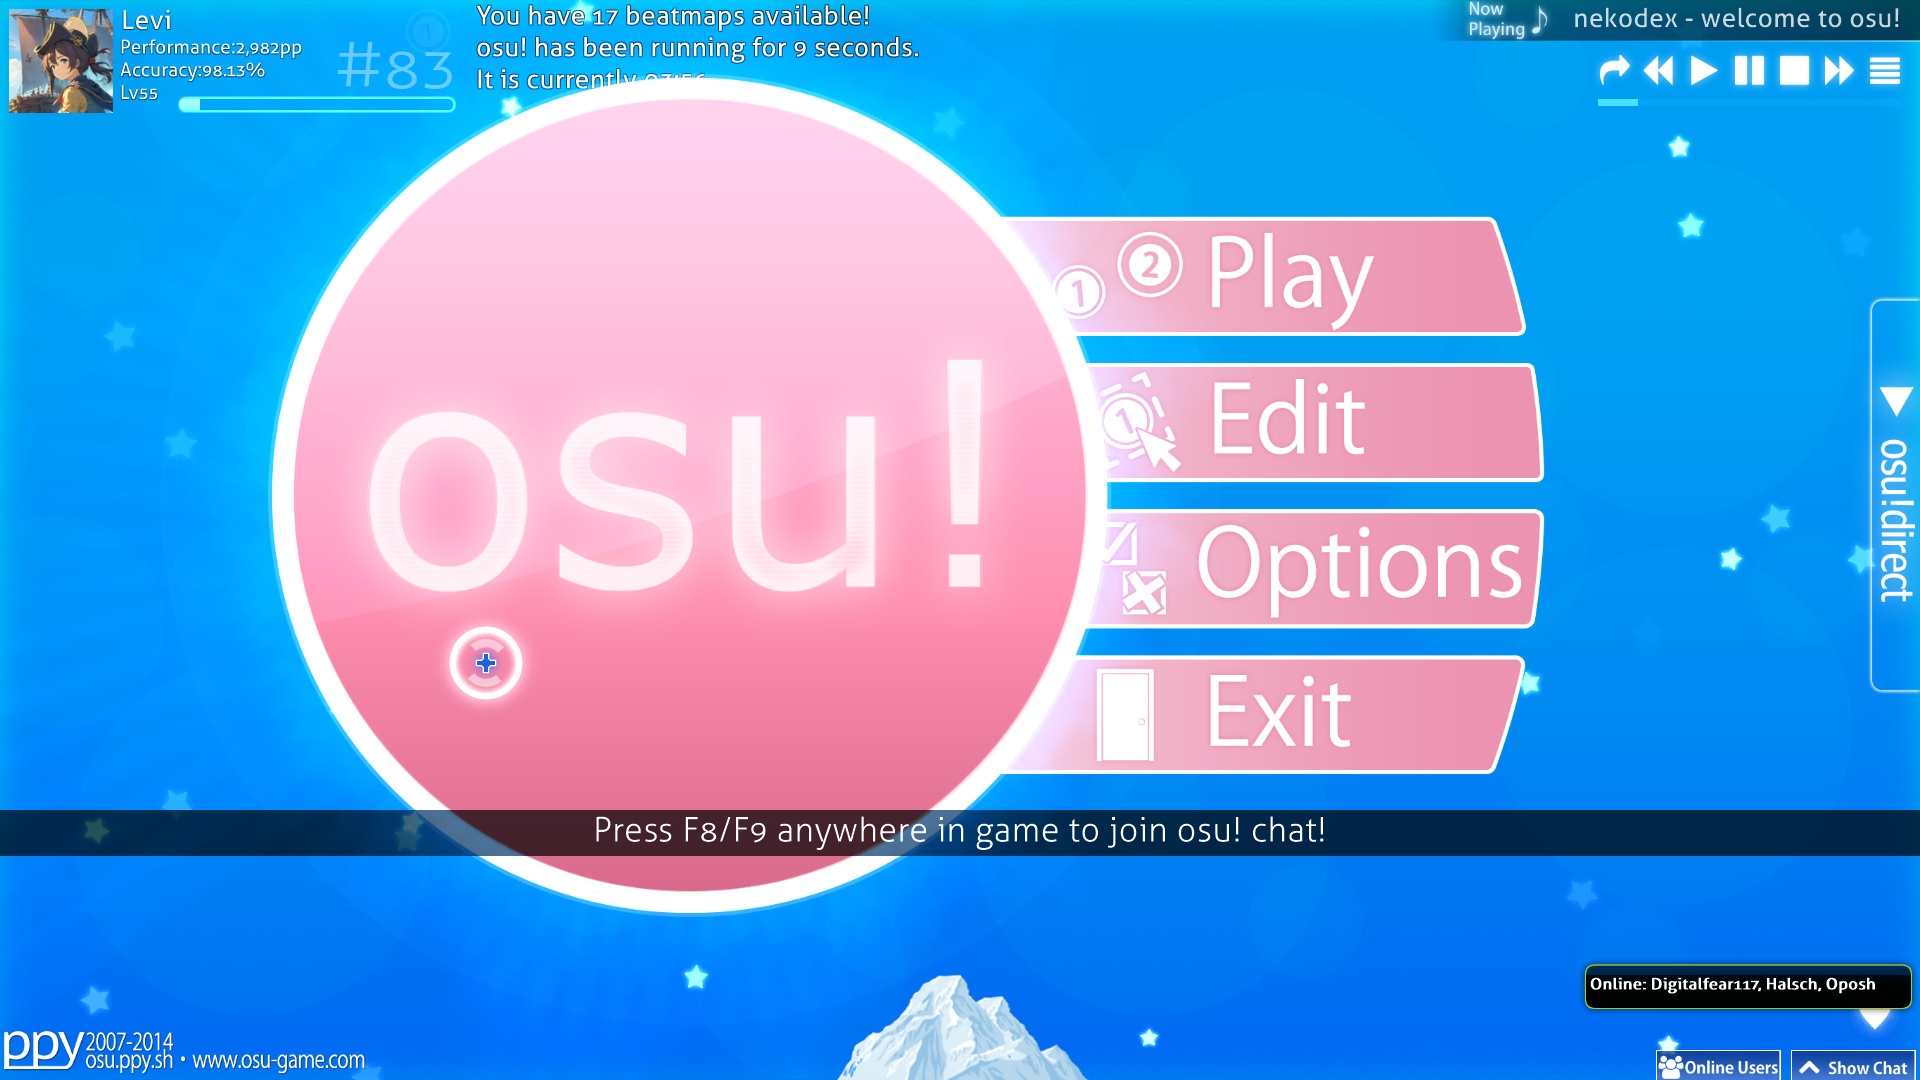 Levi
Performance:2,982pp
Accuracy:98.13%
Lv55
#83
You have 17 beatmaps available!
osu! has been running for 9 seconds.
It is currently
Now Playing
nekodex - welcome to osu!
osu!
1
2
Play
1
Edit
Options
Exit
osu!direct
Press F8/F9 anywhere in game to join osu! chat!
Online: Digitalfear117, Halsch, Oposh
ppy 2007-2014
osu.ppy.sh • www.osu-game.com
Online Users
Show Chat